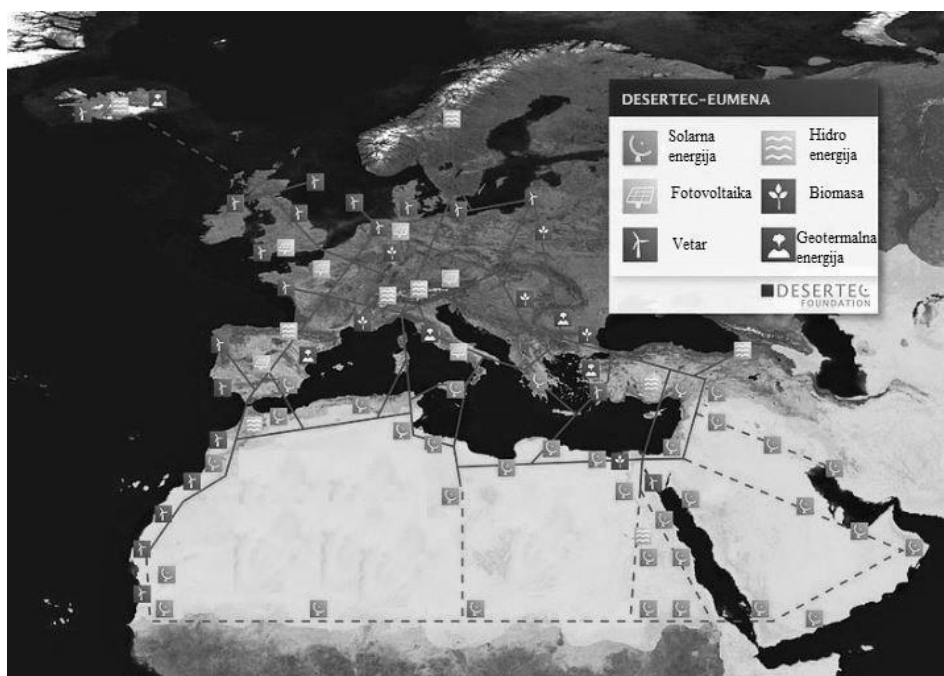 DESERTEC-EUMENA
Solarna
energija
Hidro
energija
Fotovoltaika
Biomasa
Vetar
Geotermalna
energija
DESERTEC
FOUNDATION